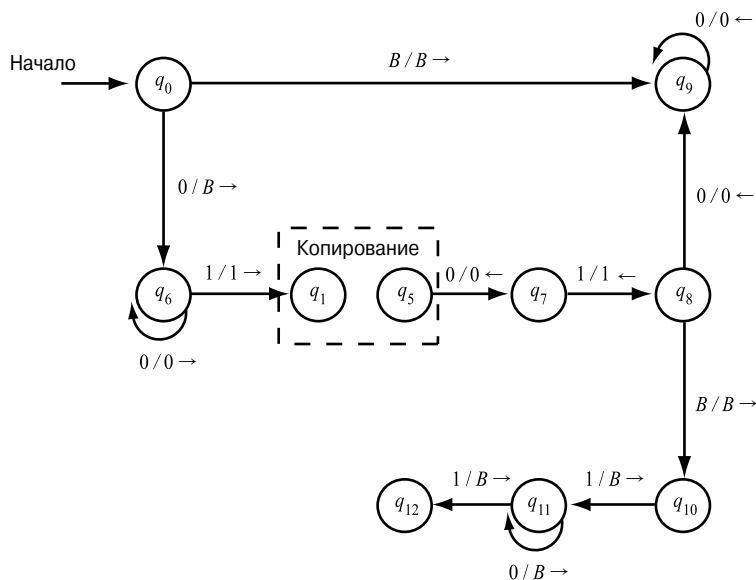 0 / 0 ←
Начало
q0
B / B →
q9
0 / B →
0 / 0 ←
Копирование
q6
1 / 1 →
q1
q5
0 / 0 ←
q7
1 / 1 ←
q8
0 / 0 →
B / B →
q12
1 / B →
q11
1 / B →
q10
0 / B →